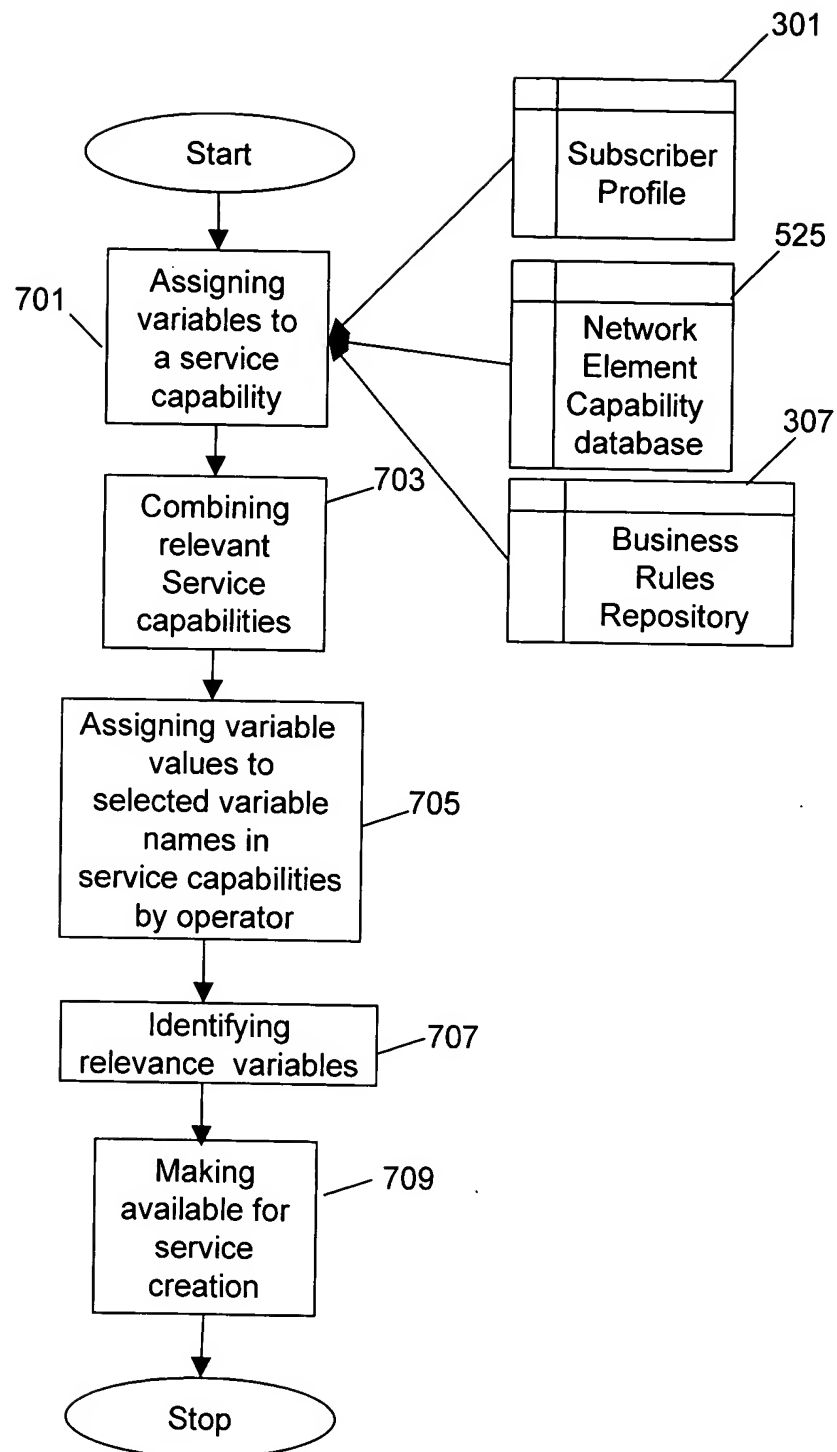 301
Start
Subscriber
Profile
525
701
Assigning
variables to
a service
capability
Network
Element
Capability
database
307
703
Combining
relevant
Service
capabilities
Business
Rules
Repository
Assigning variable
values to
selected variable
names in
service capabilities
by operator
705
Identifying
relevance variables
707
Making
available for
service
creation
709
Stop